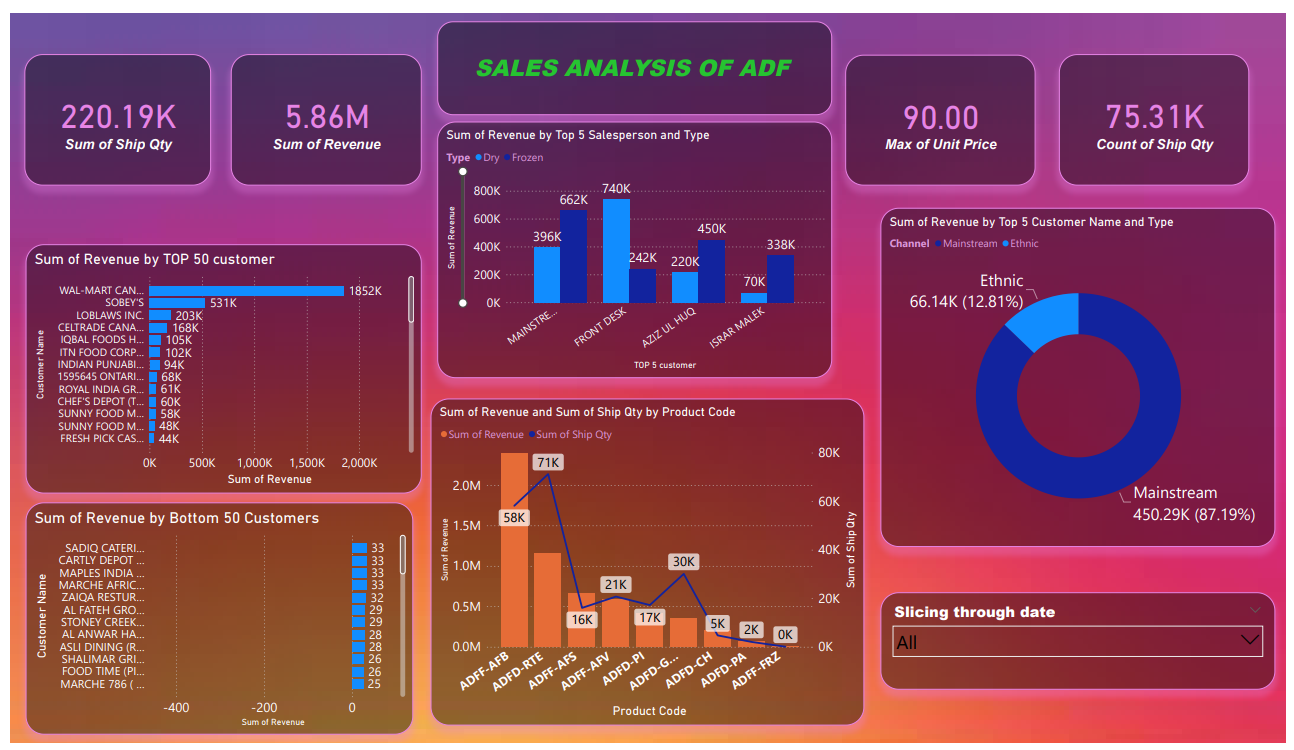 SALES ANALYSIS OF ADF
220.19K
Sum of Ship Qty
5.86M
Sum of Revenue
90.00
Max of Unit Price
75.31K
Count of Ship Qty
Sum of Revenue by Top 5 Salesperson and Type
Type Dry Frozen
Sum of Revenue
800K
600K
400K
200K
0K
396K
662K
740K
242K
220K
450K
70K
338K
MAINSTRE...
FRONT DESK
AZIZ UL HUQ
ISRAR MALEK
TOP 5 customer
Sum of Revenue by Top 5 Customer Name and Type
Channel Mainstream Ethnic
Ethnic
66.14K (12.81%)
Mainstream
450.29K (87.19%)
Sum of Revenue by TOP 50 customer
Customer Name
WAL-MART CAN... 1852K
SOBEY'S 531K
LOBLAWS INC. 203K
CELTRADE CANA... 168K
IQBAL FOODS H... 105K
ITN FOOD CORP... 102K
INDIAN PUNJABI... 94K
1595645 ONTARI... 68K
ROYAL INDIA GR... 61K
CHEF'S DEPOT (T... 60K
SUNNY FOOD M... 58K
SUNNY FOOD M... 48K
FRESH PICK CAS... 44K
0K 500K 1,000K 1,500K 2,000K
Sum of Revenue
Sum of Revenue and Sum of Ship Qty by Product Code
Sum of Revenue Sum of Ship Qty
Sum of Revenue
2.0M
1.5M
1.0M
0.5M
0.0M
58K
71K
16K
21K
17K
30K
5K
2K
0K
80K
60K
40K
20K
0K
Sum of Ship Qty
ADFF-AFB
ADFD-RTE
ADFF-AFS
ADFF-AFV
ADFD-PI
ADFD-G...
ADFD-CH
ADFD-PA
ADFF-FRZ
Product Code
Sum of Revenue by Bottom 50 Customers
Customer Name
SADIQ CATERI... 33
CARTLY DEPOT ... 33
MAPLES INDIA ... 33
MARCHE AFRIC... 33
ZAIQA RESTUR... 32
AL FATEH GRO... 29
STONEY CREEK... 29
AL ANWAR HA... 28
ASLI DINING (R... 28
SHALIMAR GRI... 26
FOOD TIME (PI... 26
MARCHE 786 ( ... 25
-400 -200 0
Sum of Revenue
Slicing through date
All